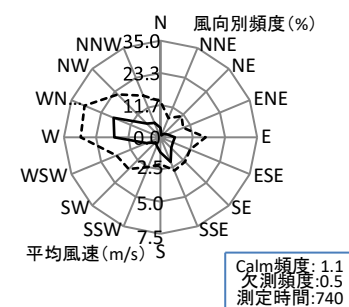 N
風向別頻度(%)
35.0
NNW
NNE
NW
23.3
NE
WN
11.7
ENE
W
0.0
E
WSW
2.5
ESE
SW
5.0
SE
SSW
SSE
平均風速(m/s)
7.5
S
Calm頻度: 1.1
欠測頻度:0.5
測定時間:740